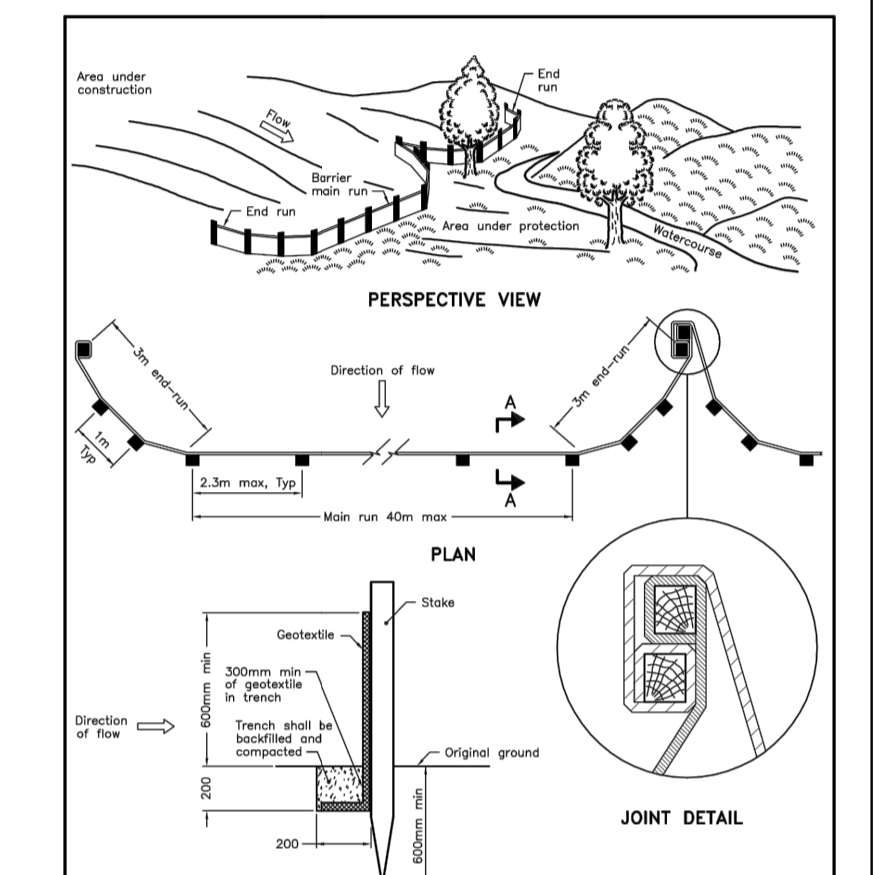 Area under
construction
Flow
End
run
Barrier
main run
End run
Area under protection
Watercourse
PERSPECTIVE VIEW
3m end-run
Direction of flow
3m end-run
A
1m
Typ
2.3m max, Typ
A
Main run 40m max
PLAN
Stake
Geotextile
600mm min
300mm min
of geotextile
in trench
Direction
of flow
Trench shall be
backfilled and
compacted
Original ground
200
600mm min
200
JOINT DETAIL